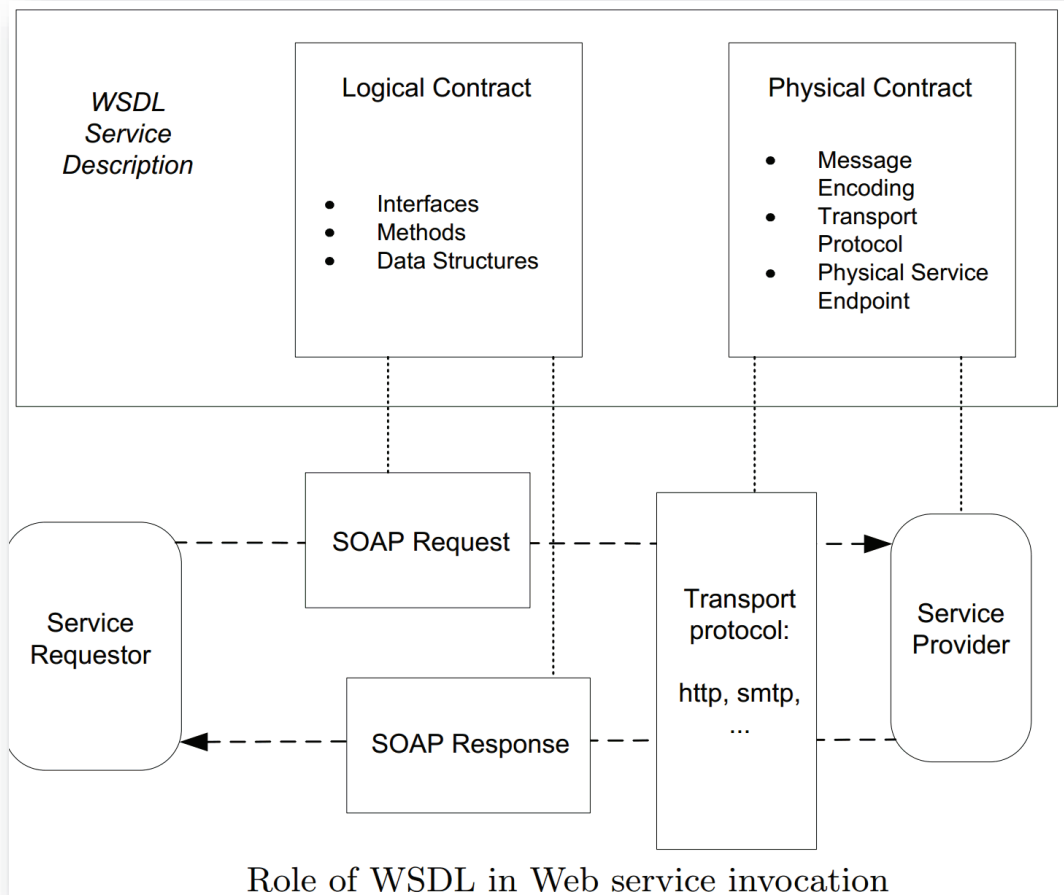 WSDL
Service
Description
Logical Contract
• Interfaces
• Methods
• Data Structures
Physical Contract
• Message
Encoding
• Transport
Protocol
• Physical Service
Endpoint
SOAP Request
Service
Requestor
Transport
protocol:
http, smtp,
...
Service
Provider
SOAP Response
Role of WSDL in Web service invocation